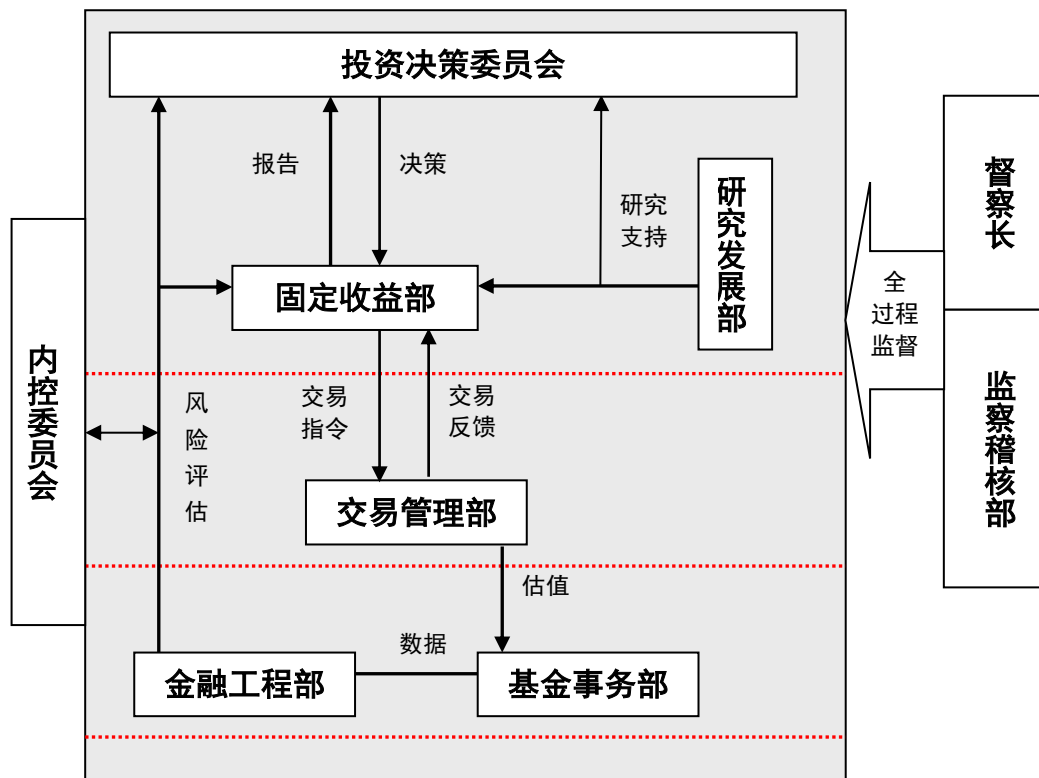 投资决策委员会
报告
决策
研究
支持
研究发展部
督察长
固定收益部
全
过程
监督
内控委员会
风
险
评
估
交易
指令
交易
反馈
监察稽核部
交易管理部
估值
数据
金融工程部
基金事务部